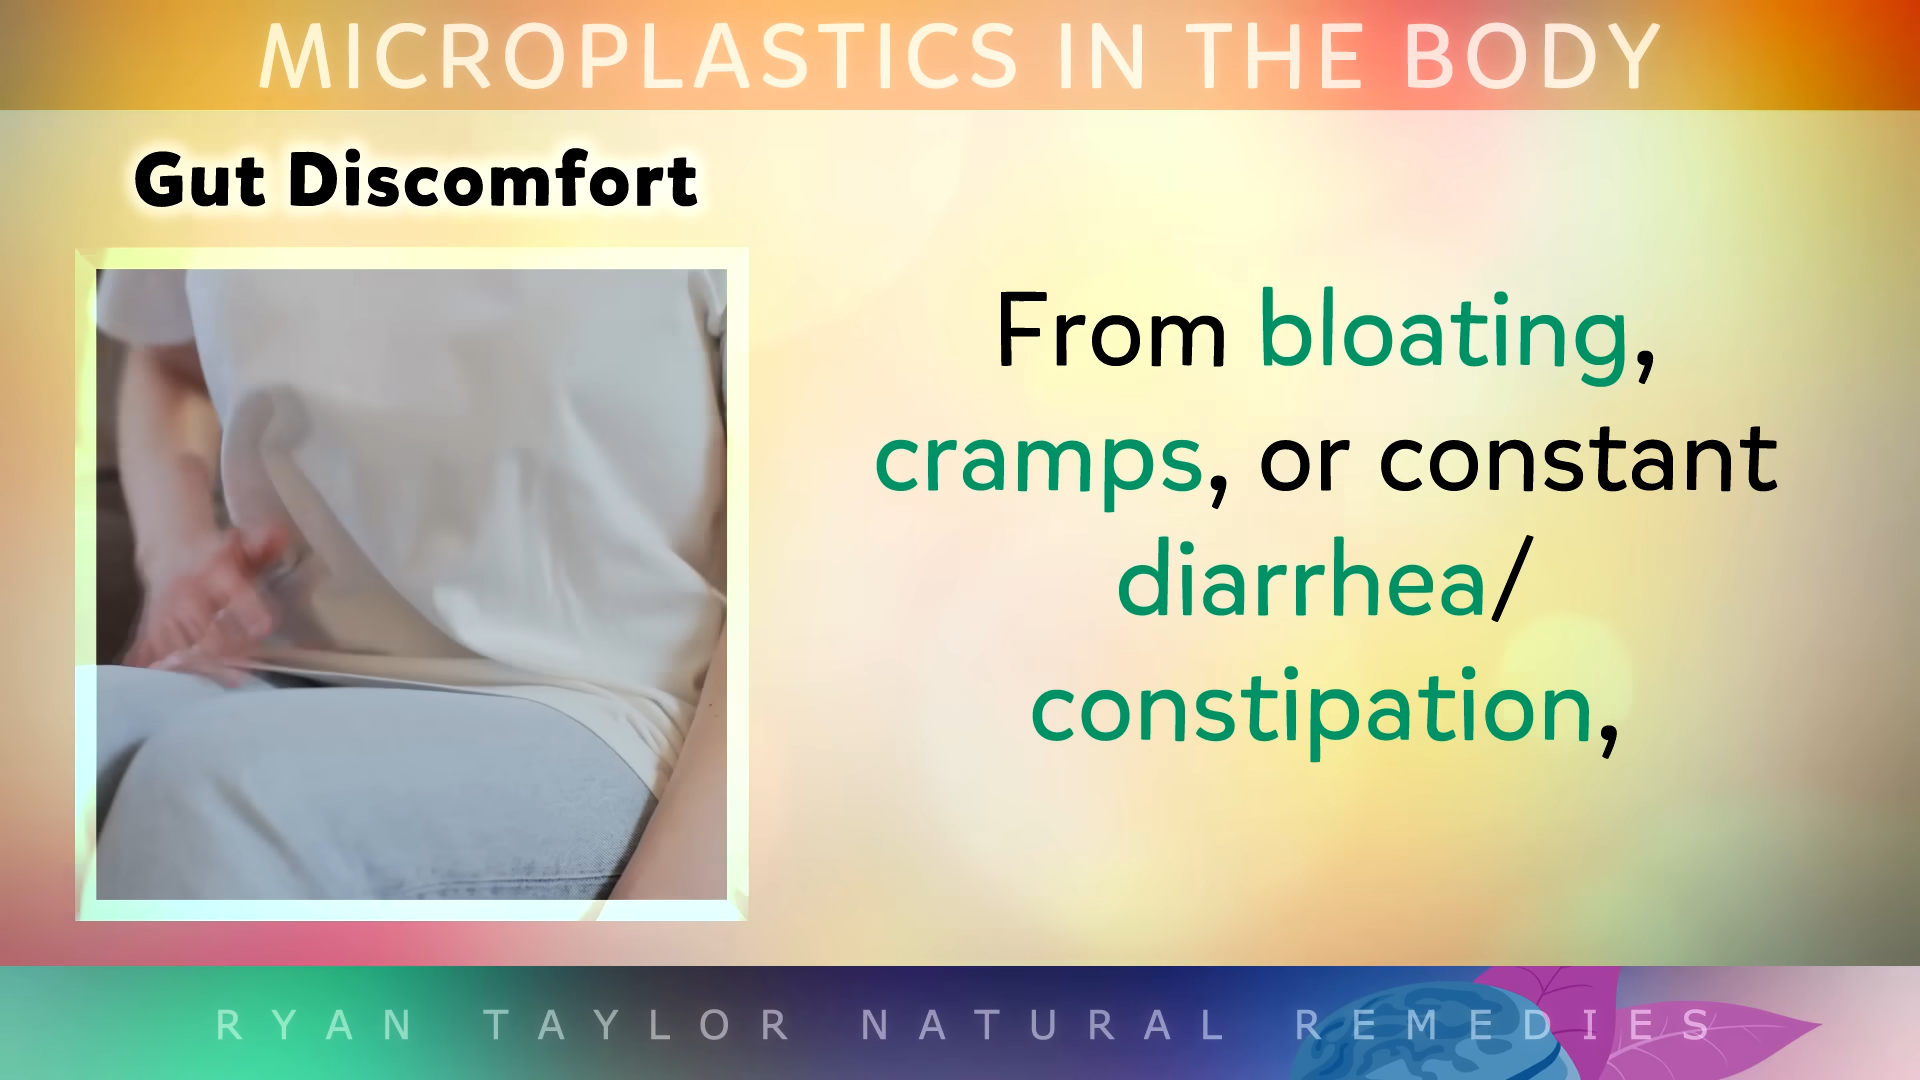 MICROPLASTICS IN THE BODY
Gut Discomfort
From bloating,
cramps, or constant
diarrhea/
constipation,
RYAN TAYLOR NATURAL REMEDIES